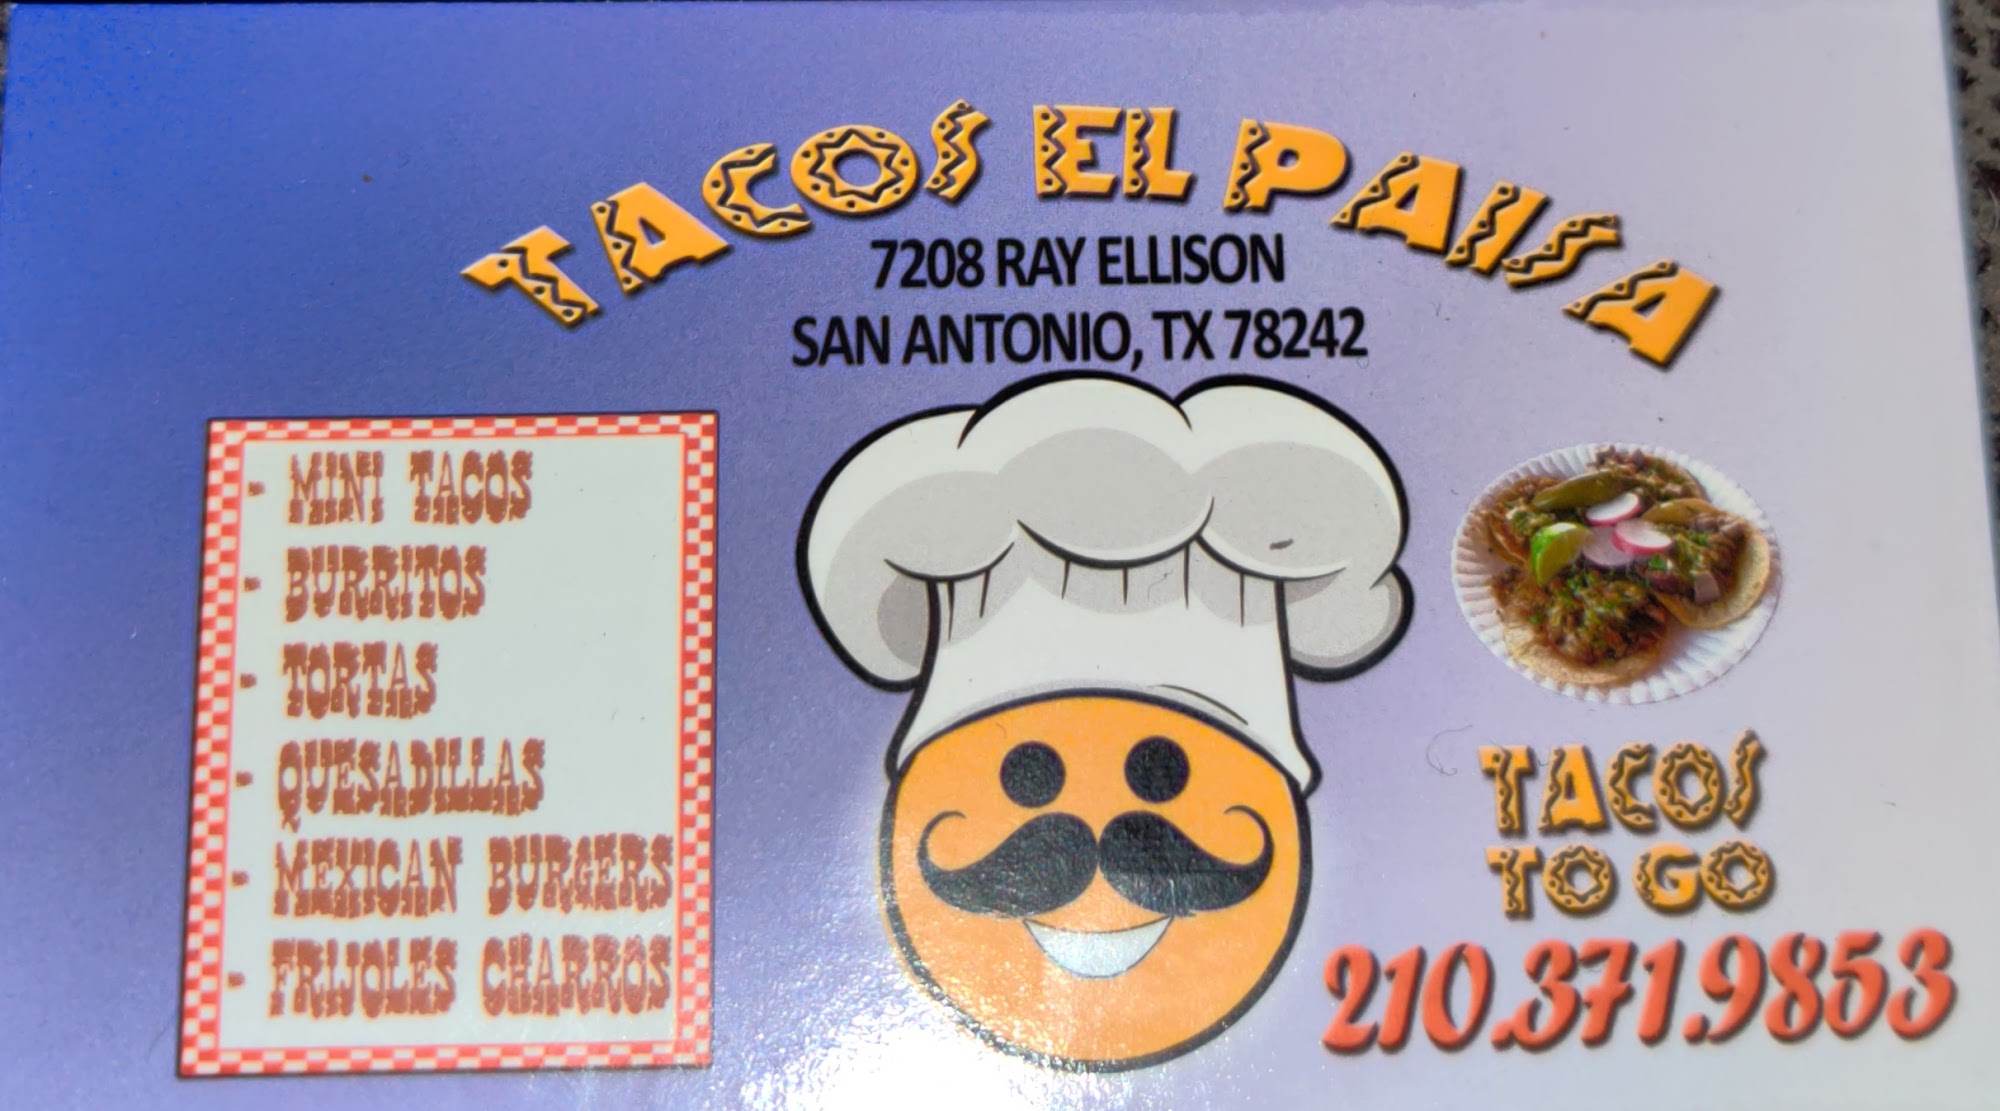 TACOS EL PAISA
7208 RAY ELLISON
SAN ANTONIO, TX 78242
MINI TACOS
BURRITOS
TORTAS
QUESADILLAS
MEXICAN BURGERS
FRIJOLES CHARROS
TACOS
TO GO
210.371.9853